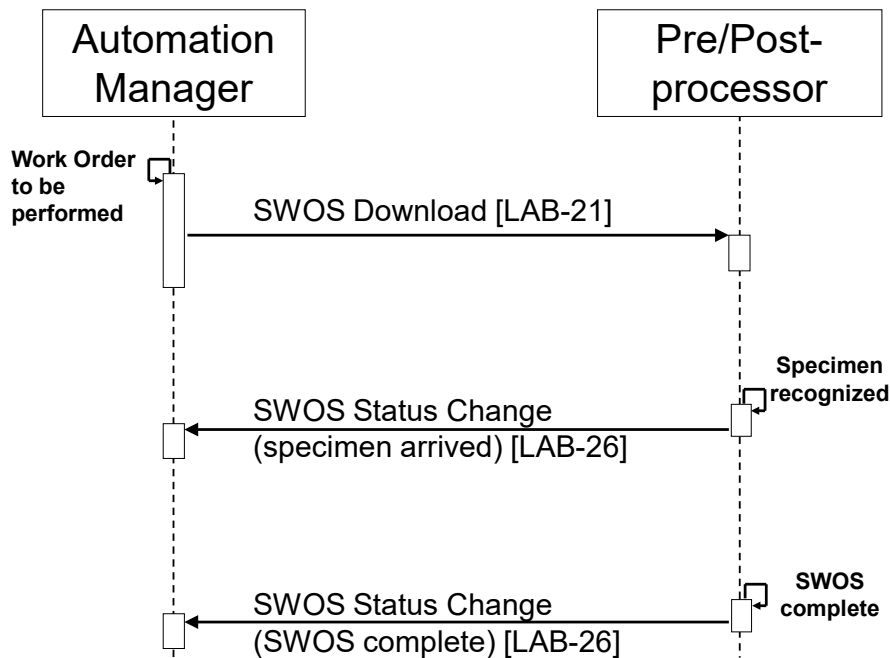 Automation
Manager
Pre/Post-
processor
Work Order
to be
performed
SWOS Download [LAB-21]
Specimen
recognized
SWOS Status Change
(specimen arrived) [LAB-26]
SWOS
complete
SWOS Status Change
(SWOS complete) [LAB-26]